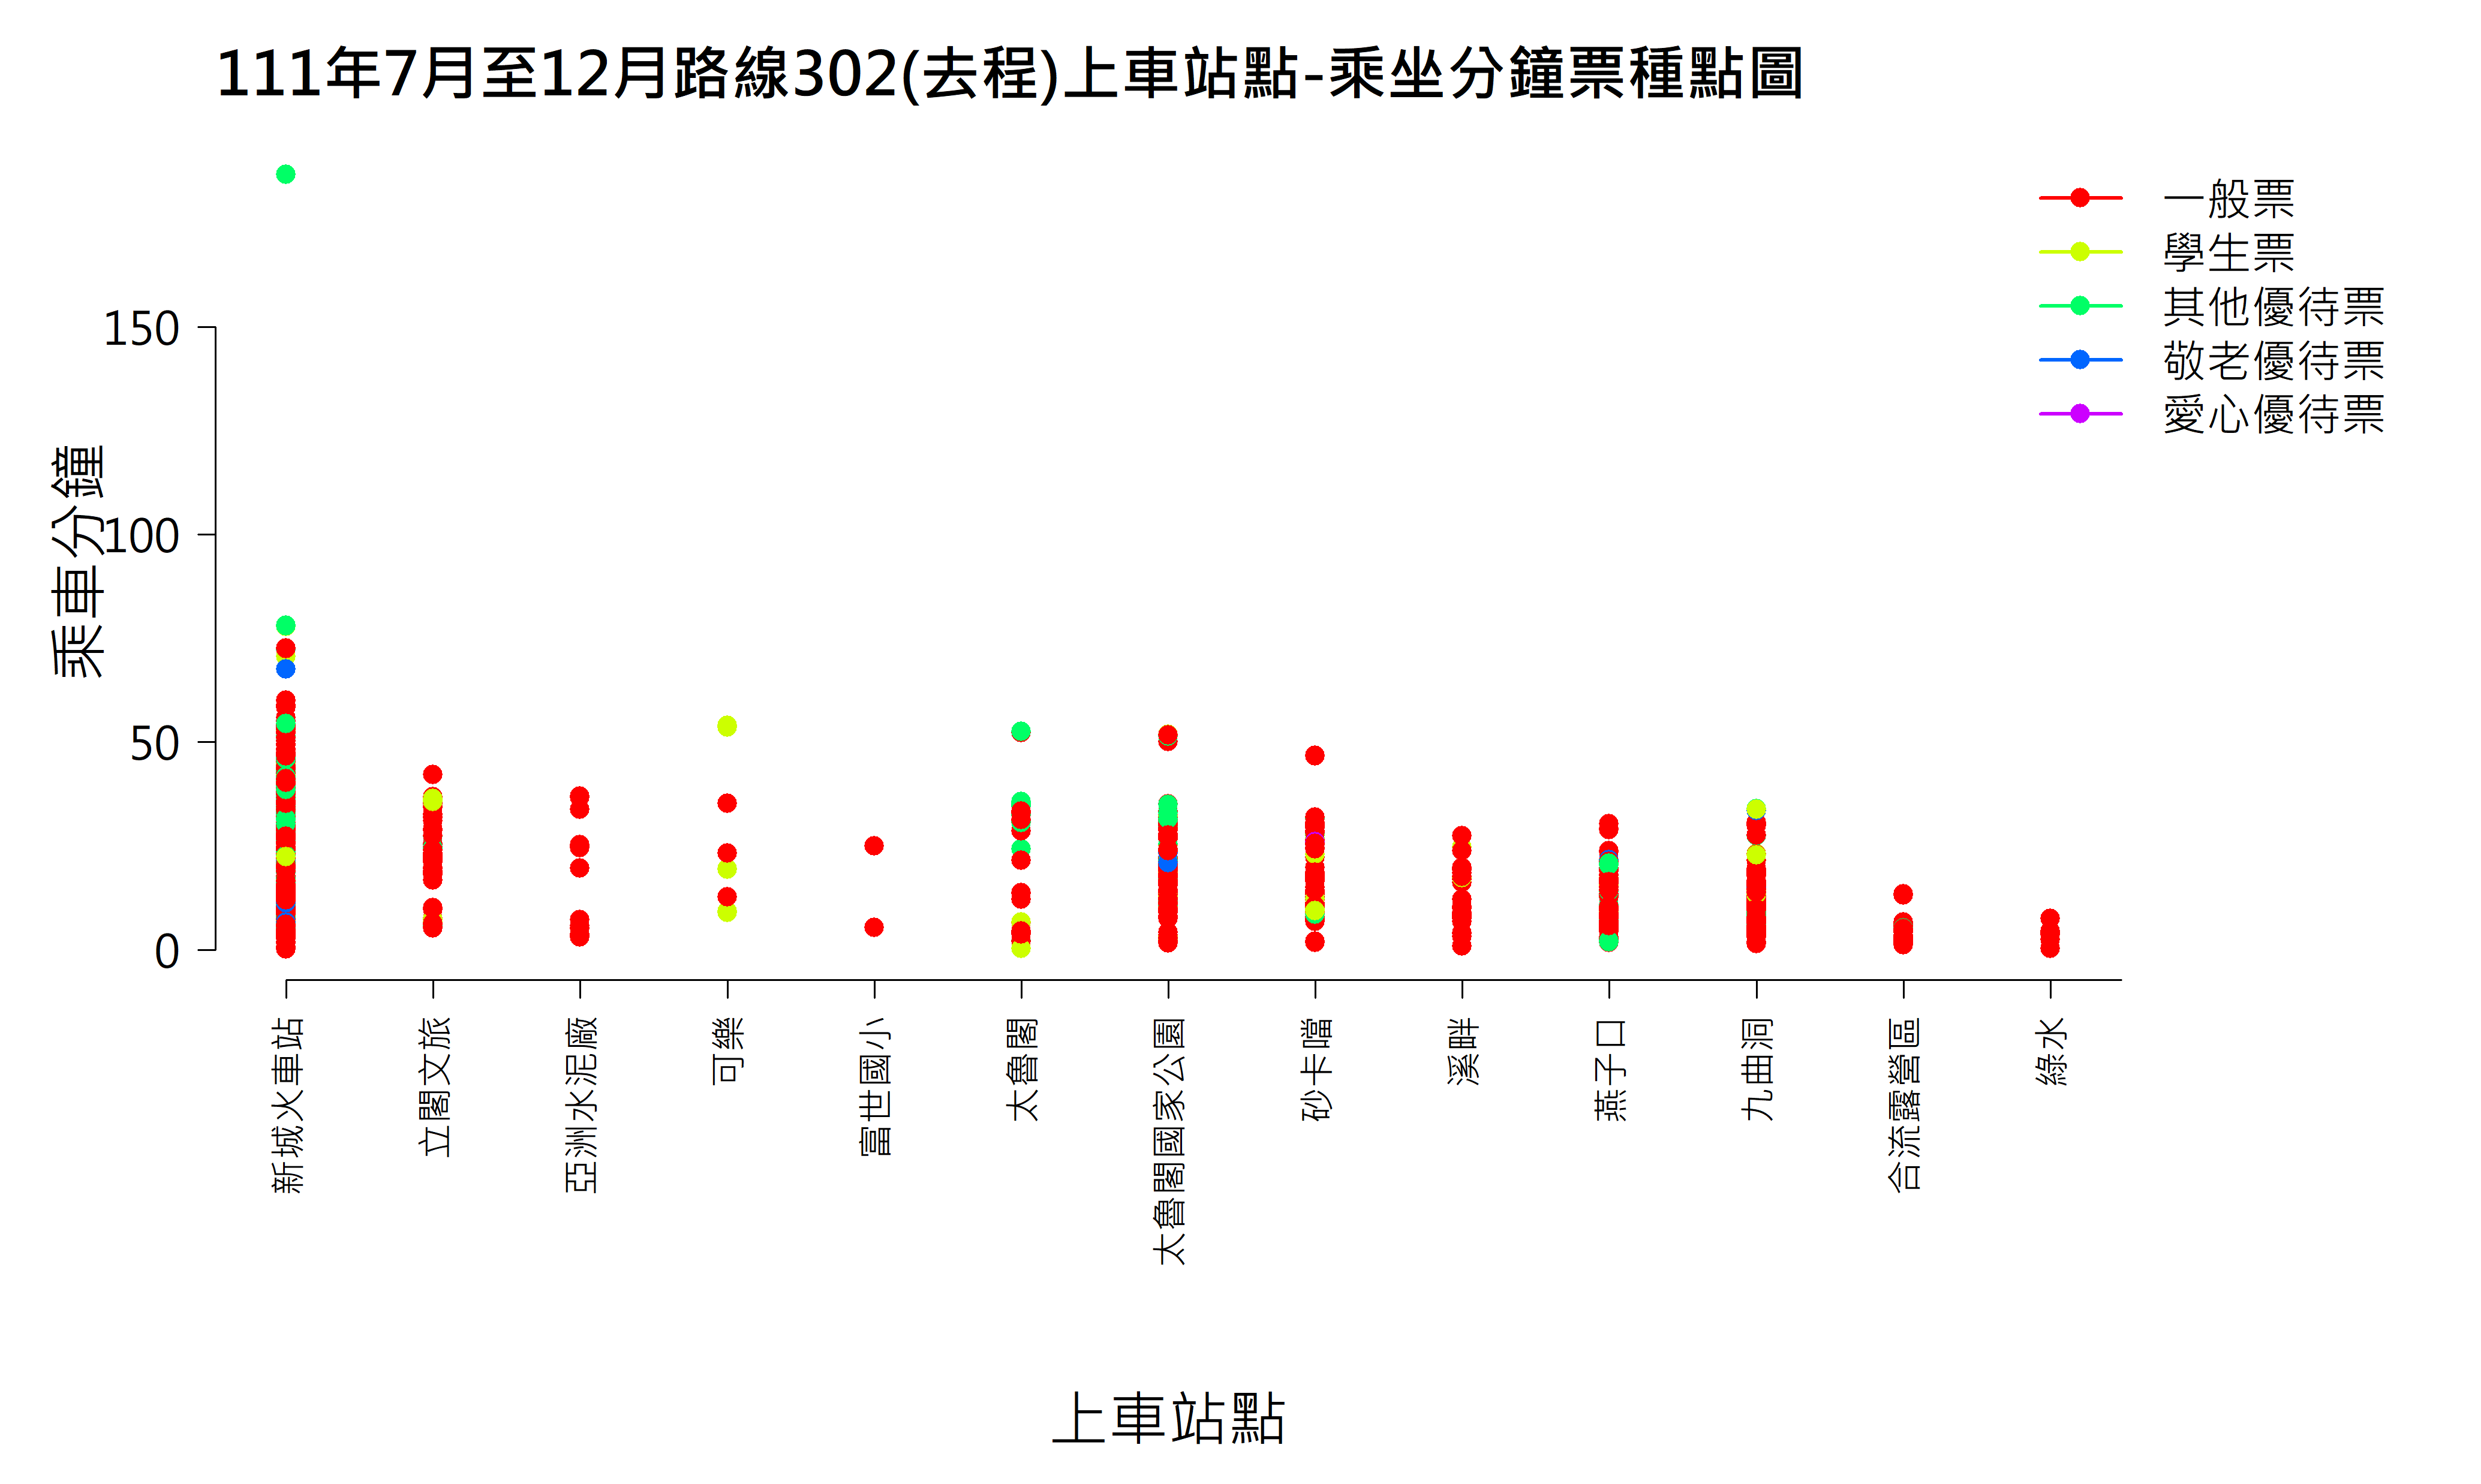 111年7月至12月路線302(去程)上車站點-乘坐分鐘票種點圖
一般票
學生票
其他優待票
敬老優待票
愛心優待票
乘車分鐘
150
100
50
0
新城火車站
立閣文旅
亞洲水泥廠
可樂
富世國小
太魯閣
太魯閣國家公園
砂卡噹
溪畔
燕子口
九曲洞
合流露營區
綠水
上車站點